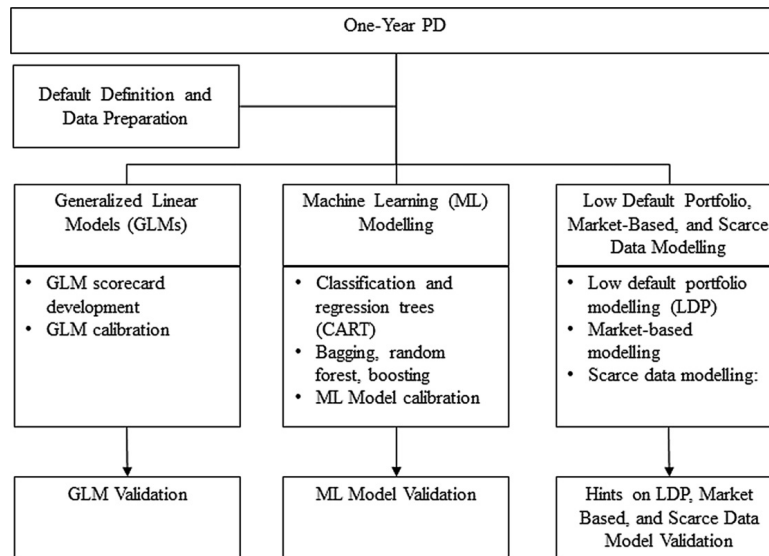 One-Year PD
Default Definition and
Data Preparation
Generalized Linear
Models (GLMs)
• GLM scorecard
development
• GLM calibration
GLM Validation
Machine Learning (ML)
Modelling
• Classification and
regression trees
(CART)
• Bagging, random
forest, boosting
• ML Model calibration
ML Model Validation
Low Default Portfolio,
Market-Based, and Scarce
Data Modelling
• Low default portfolio
modelling (LDP)
• Market-based
modelling
• Scarce data modelling:
Hints on LDP, Market
Based, and Scarce Data
Model Validation